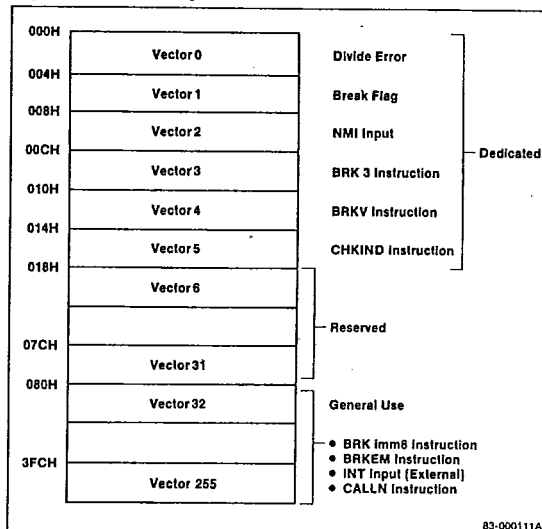 000H
Vector 0 Divide Error
004H
Vector 1 Break Flag
008H
Vector 2 NMI Input
00CH Dedicated
Vector 3 BRK 3 Instruction
010H
Vector 4 BRKV Instruction
014H
Vector 5 CHKIND Instruction
018H
Vector 6
Reserved
07CH
Vector 31
080H
Vector 32 General Use
• BRK imm8 Instruction
• BRKEM Instruction
3FCH
• INT Input [External]
Vector 255 • CALLN Instruction
83-000111A